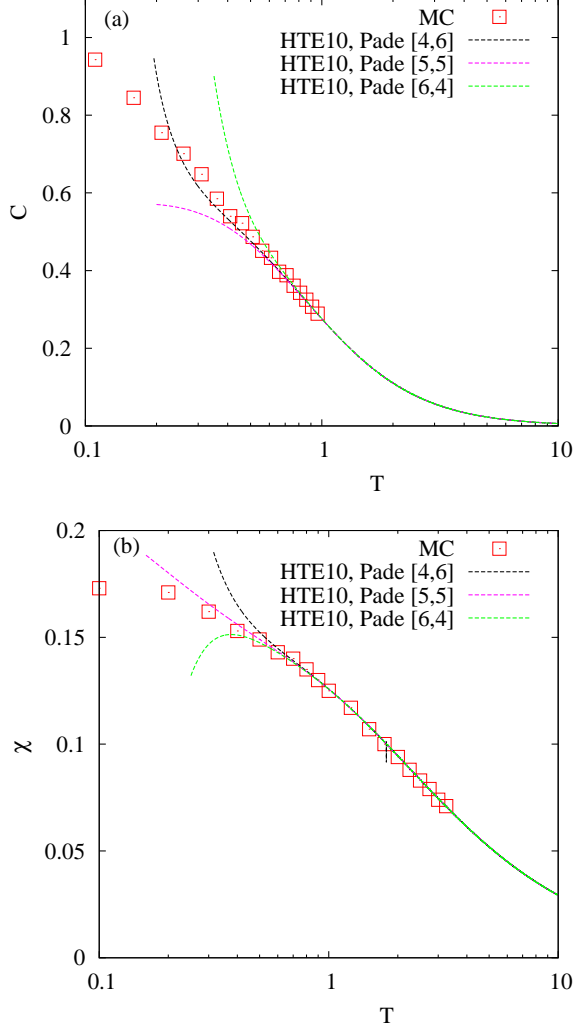 (a)
MC
HTE10, Pade [4,6]
HTE10, Pade [5,5]
HTE10, Pade [6,4]
1
0.8
0.6
0.4
0.2
0
C
0.1 1 10
T
(b)
MC
HTE10, Pade [4,6]
HTE10, Pade [5,5]
HTE10, Pade [6,4]
0.2
0.15
0.1
0.05
0
χ
0.1 1 10
T